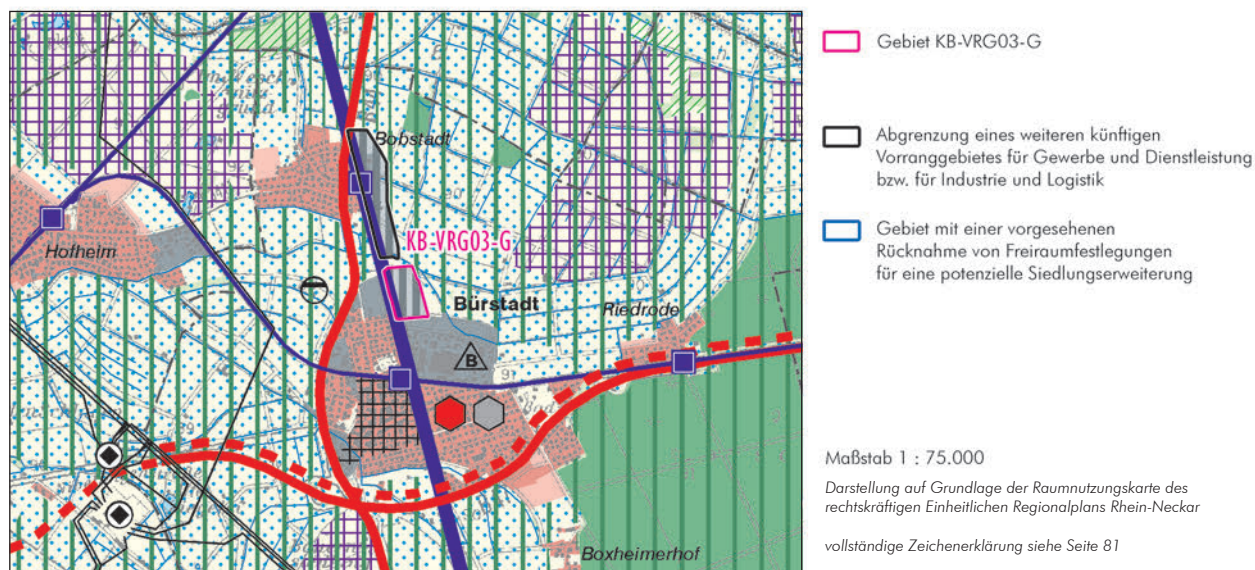 Bobstadt
Hofheim
KB-VRG03-G
Bürstadt
Riedrode
B
Boxheimerhof
Gebiet KB-VRG03-G
Abgrenzung eines weiteren künftigen
Vorranggebietes für Gewerbe und Dienstleistung
bzw. für Industrie und Logistik
Gebiet mit einer vorgesehenen
Rücknahme von Freiraumfestlegungen
für eine potenzielle Siedlungserweiterung
Maßstab 1 : 75.000
Darstellung auf Grundlage der Raumnutzungskarte des
rechtskräftigen Einheitlichen Regionalplans Rhein-Neckar
vollständige Zeichenerklärung siehe Seite 81